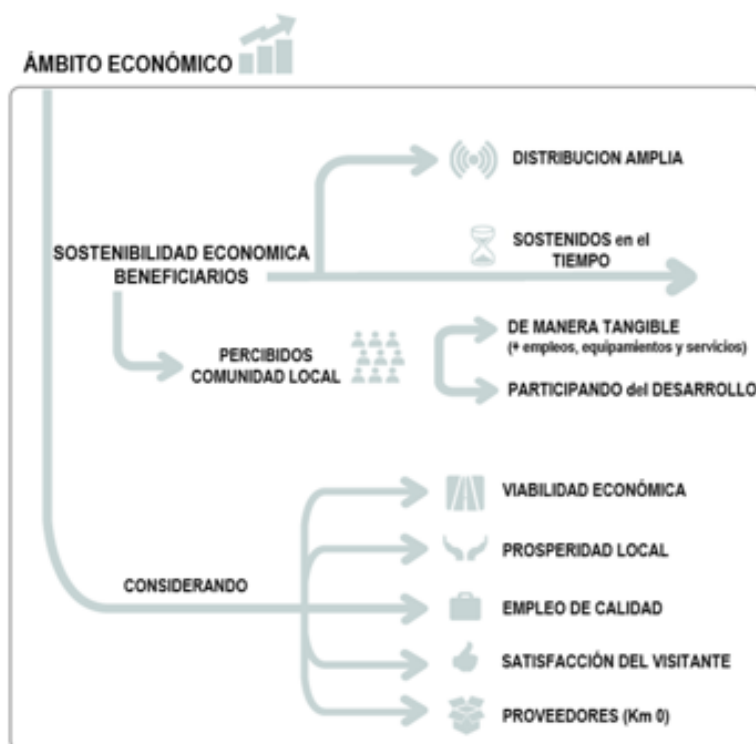 ÁMBITO ECONÓMICO
DISTRIBUCION AMPLIA
SOSTENIBILIDAD ECONOMICA
BENEFICIARIOS
SOSTENIDOS en el
TIEMPO
PERCIBIDOS
COMUNIDAD LOCAL
DE MANERA TANGIBLE
(+ empleos, equipamientos y servicios)
PARTICIPANDO del DESARROLLO
CONSIDERANDO
VIABILIDAD ECONÓMICA
PROSPERIDAD LOCAL
EMPLEO DE CALIDAD
SATISFACCIÓN DEL VISITANTE
PROVEEDORES (Km 0)